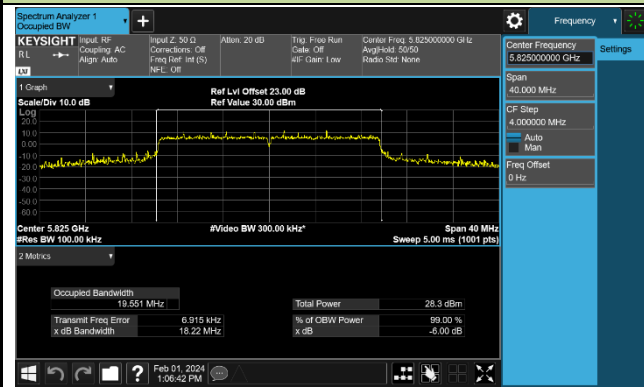 Spectrum Analyzer 1
Occupied BW
+
Frequency
KEYSIGHT
RL
LXI
Input: RF
Coupling: AC
Align: Auto
Input Z: 50 Ω
Corrections: Off
Freq Ref: Int (S)
NFE: Off
Atten: 20 dB
Trig: Free Run
Gate: Off
#IF Gain: Low
Center Freq: 5.825000000 GHz
Avg|Hold: 50/50
Radio Std: None
Center Frequency
5.825000000 GHz
Settings
Span
40.000 MHz
CF Step
4.000000 MHz
Auto
Man
Freq Offset
0 Hz
1 Graph
Scale/Div 10.0 dB
Ref Lvl Offset 23.00 dB
Ref Value 30.00 dBm
Log
20.0
10.0
0.00
-10.0
-20.0
-30.0
-40.0
-50.0
-60.0
Center 5.825 GHz
#Res BW 100.00 kHz
#Video BW 300.00 kHz*
Span 40 MHz
Sweep 5.00 ms (1001 pts)
2 Metrics
Occupied Bandwidth
19.551 MHz
Total Power 28.3 dBm
Transmit Freq Error 6.915 kHz
% of OBW Power 99.00 %
x dB Bandwidth 18.22 MHz
x dB -6.00 dB
?
Feb 01, 2024
1:06:42 PM